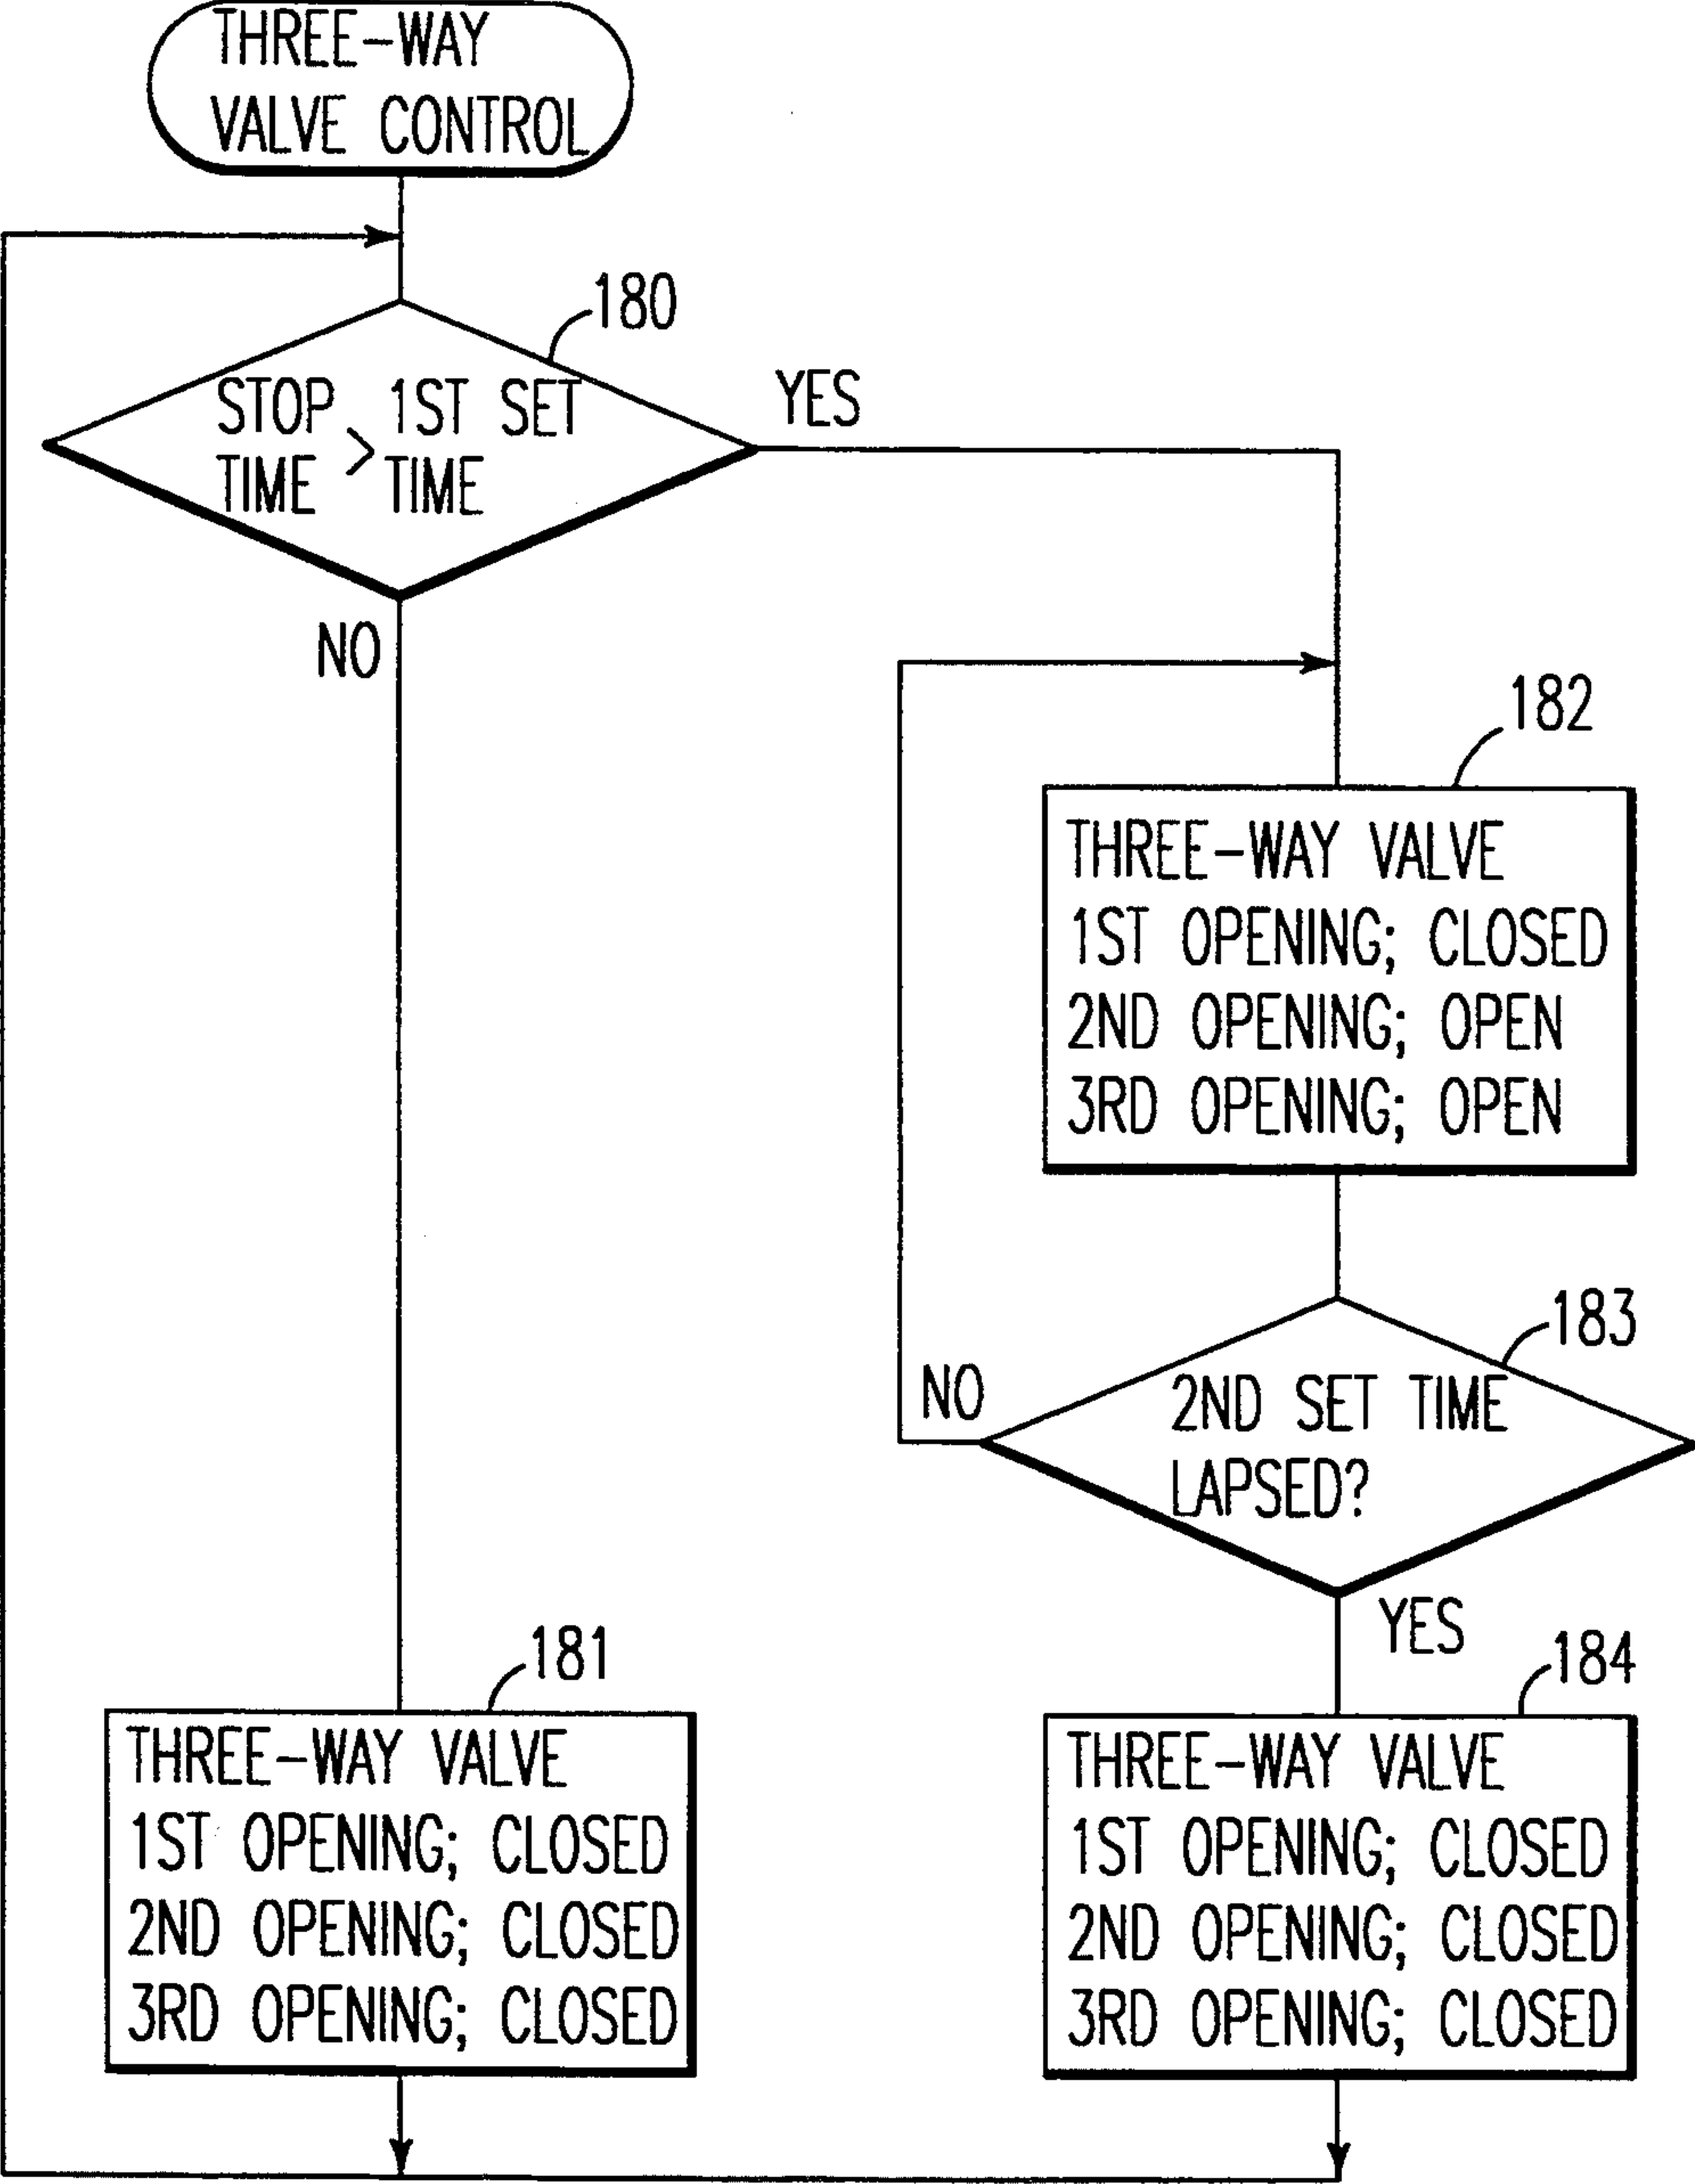 THREE-WAY
VALVE CONTROL
180
STOP > 1ST SET
TIME TIME
YES
NO
182
THREE-WAY VALVE
1ST OPENING; CLOSED
2ND OPENING; OPEN
3RD OPENING; OPEN
183
NO
2ND SET TIME
LAPSED?
YES
181
THREE-WAY VALVE
1ST OPENING; CLOSED
2ND OPENING; CLOSED
3RD OPENING; CLOSED
184
THREE-WAY VALVE
1ST OPENING; CLOSED
2ND OPENING; CLOSED
3RD OPENING; CLOSED